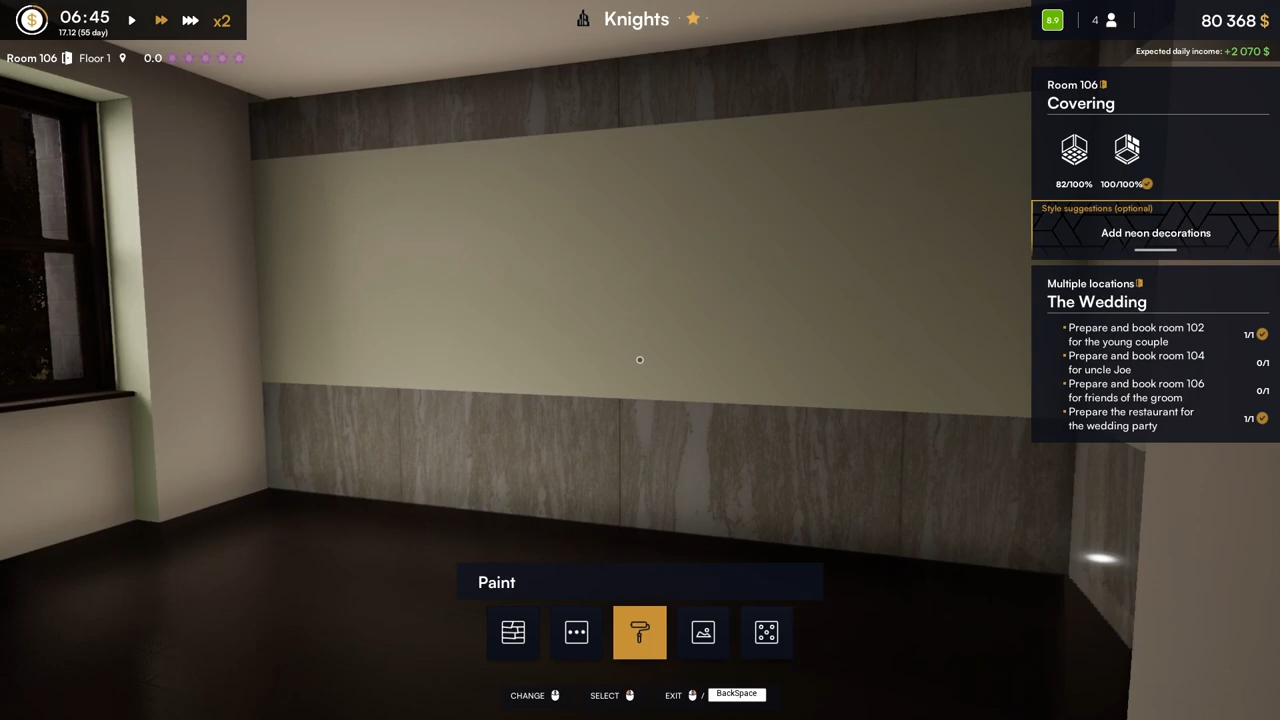 06:45
x2
17.12 (55 day)
Knights
8.9
4
80 368 $
Expected daily income: +2 070 $
Room 106
Floor 1
0.0
Room 106
Covering
82/100%
100/100%
Style suggestions (optional)
Add neon decorations
Multiple locations
The Wedding
Prepare and book room 102
for the young couple
1/1
Prepare and book room 104
for uncle Joe
0/1
Prepare and book room 106
for friends of the groom
0/1
Prepare the restaurant for
the wedding party
1/1
Paint
CHANGE
SELECT
EXIT
/
BackSpace